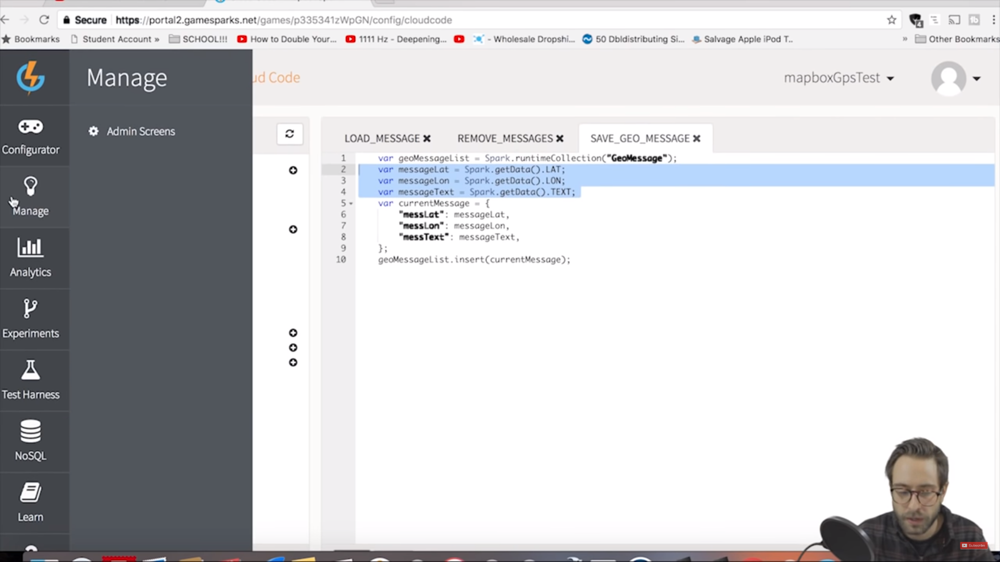 Secure https://portal2.gamesparks.net/games/p335341zWpGN/config/cloudcode
4
Bookmarks Student Account » SCHOOL!!! How to Double Your... 1111 Hz - Deepening... - Wholesale Dropshi... 50 Dbldistributing Si... Salvage Apple iPod T.. » Other Bookmarks
Manage
ud Code
mapboxGpsTest
Admin Screens
Configurator
Manage
Analytics
Experiments
Test Harness
NoSQL
Learn
LOAD_MESSAGE ✖ REMOVE_MESSAGES ✖ SAVE_GEO_MESSAGE ✖
1 var geoMessageList = Spark.runtimeCollection("GeoMessage");
2 var messageLat = Spark.getData().LAT;
3 var messageLon = Spark.getData().LON;
4 var messageText = Spark.getData().TEXT;
5 var currentMessage = {
6 "messLat": messageLat,
7 "messLon": messageLon,
8 "messText": messageText,
9 };
10 geoMessageList.insert(currentMessage);
Subscribe